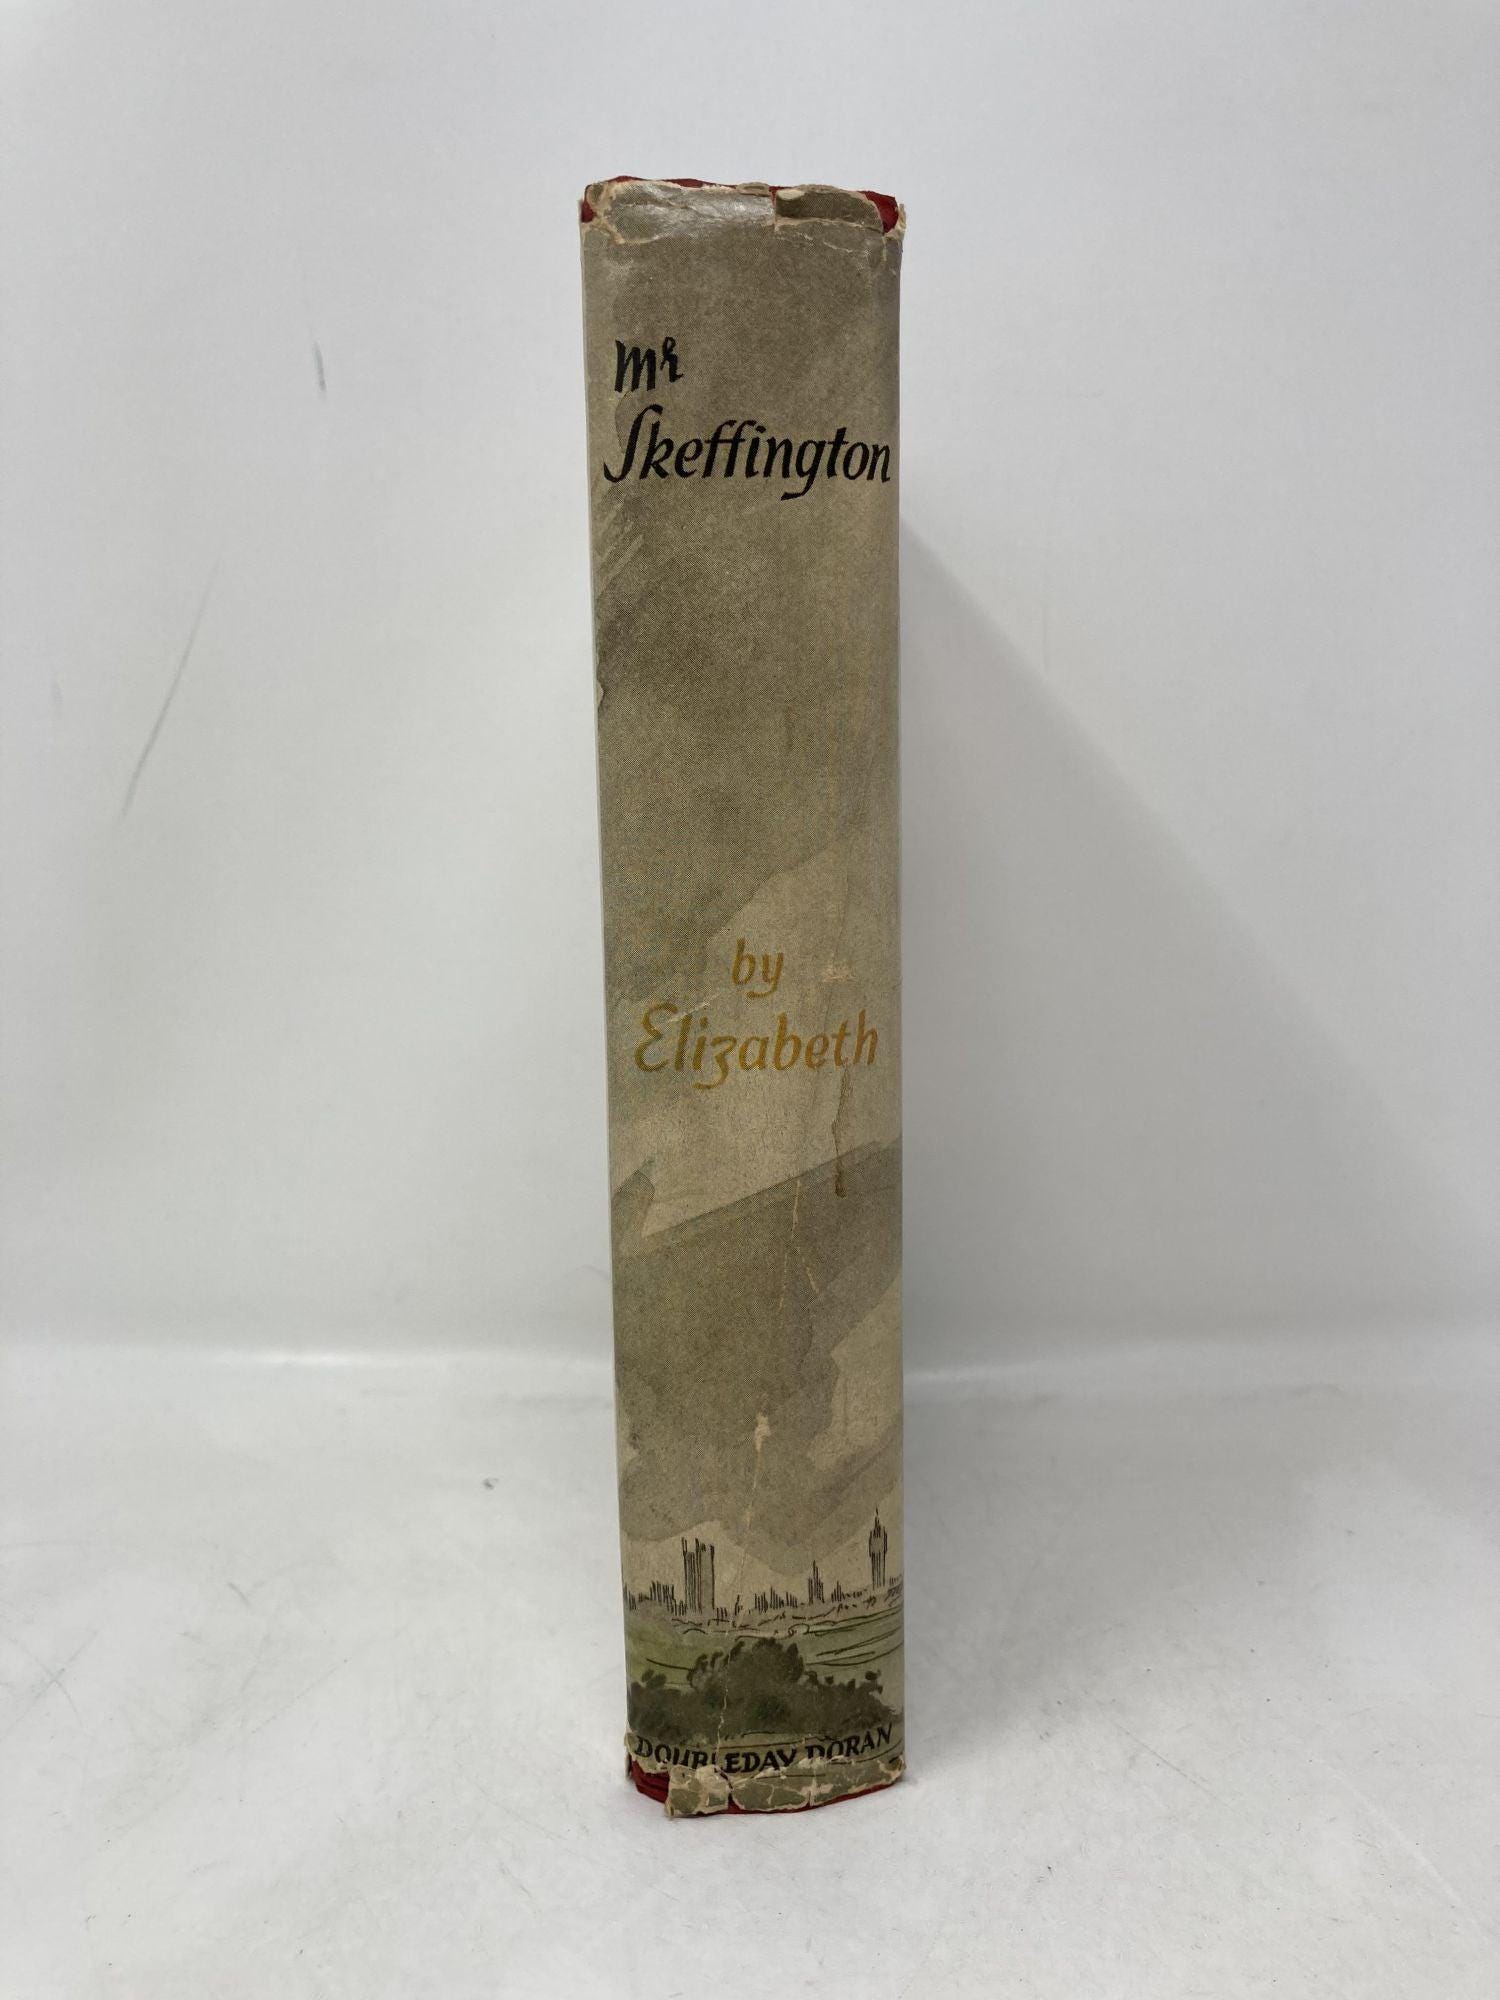 Mr
Skeffington
by
Elizabeth
DOUBLEDAY DORAN